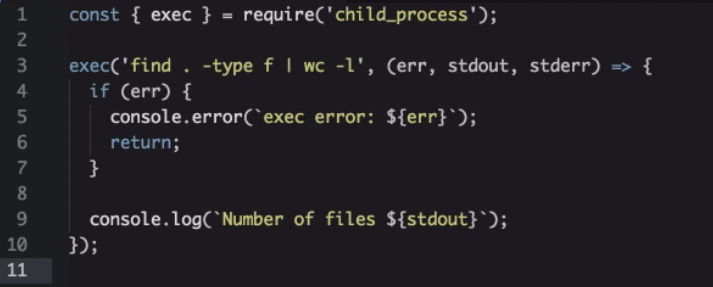 1 const { exec } = require('child_process');
2
3 exec('find . -type f | wc -l', (err, stdout, stderr) => {
4 if (err) {
5 console.error(`exec error: ${err}`);
6 return;
7 }
8
9 console.log(`Number of files ${stdout}`);
10 });
11